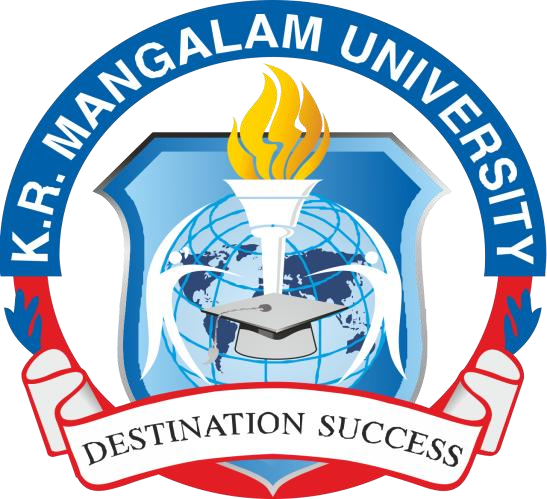 K.R. MANGALAM UNIVERSITY
DESTINATION SUCCESS